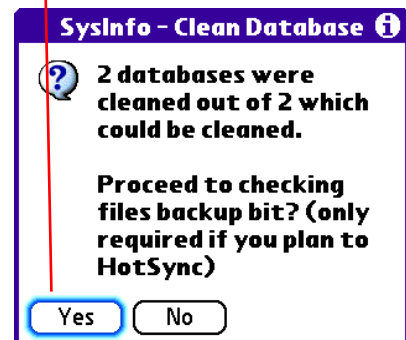 SysInfo - Clean Database
2 databases were
cleaned out of 2 which
could be cleaned.
Proceed to checking
files backup bit? (only
required if you plan to
HotSync)
Yes No